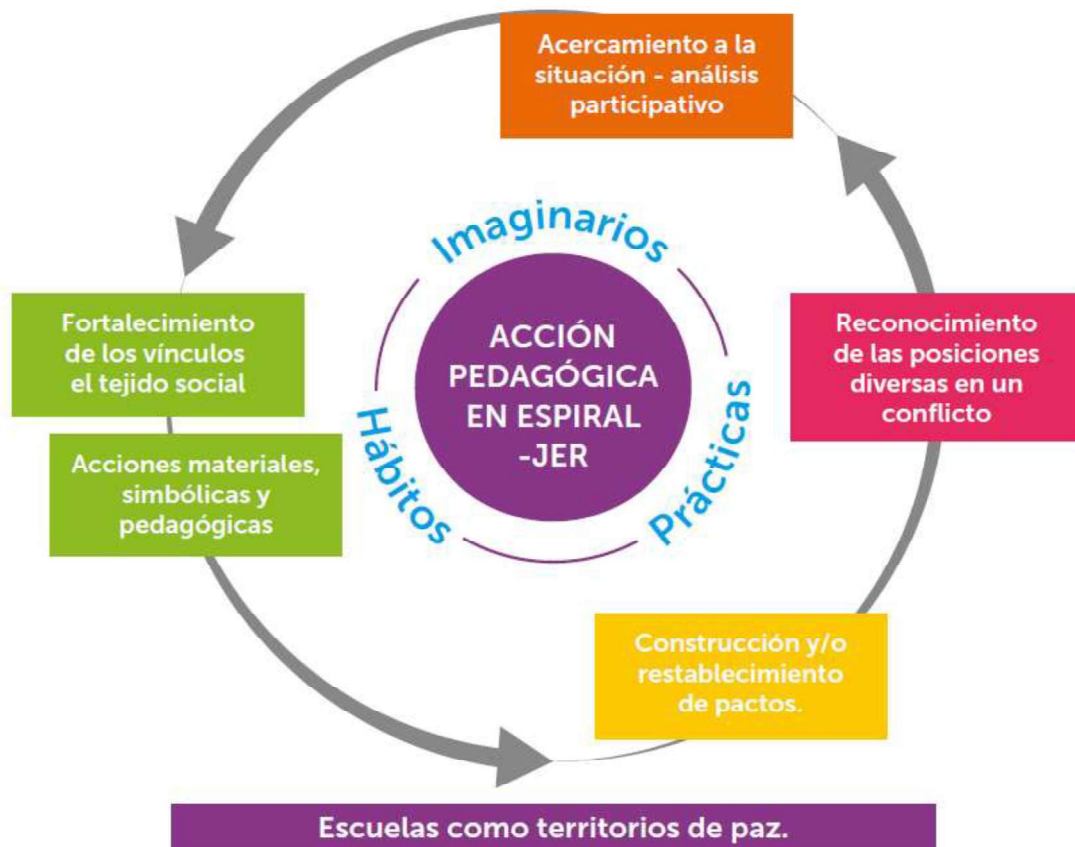 Acercamiento a la
situación - análisis
participativo
Imaginarios
Fortalecimiento
de los vínculos
el tejido social
ACCIÓN
PEDAGÓGICA
EN ESPIRAL
-JER
Reconocimiento
de las posiciones
diversas en un
conflicto
Hábitos
Prácticas
Acciones materiales,
simbólicas y
pedagógicas
Construcción y/o
restablecimiento
de pactos.
Escuelas como territorios de paz.